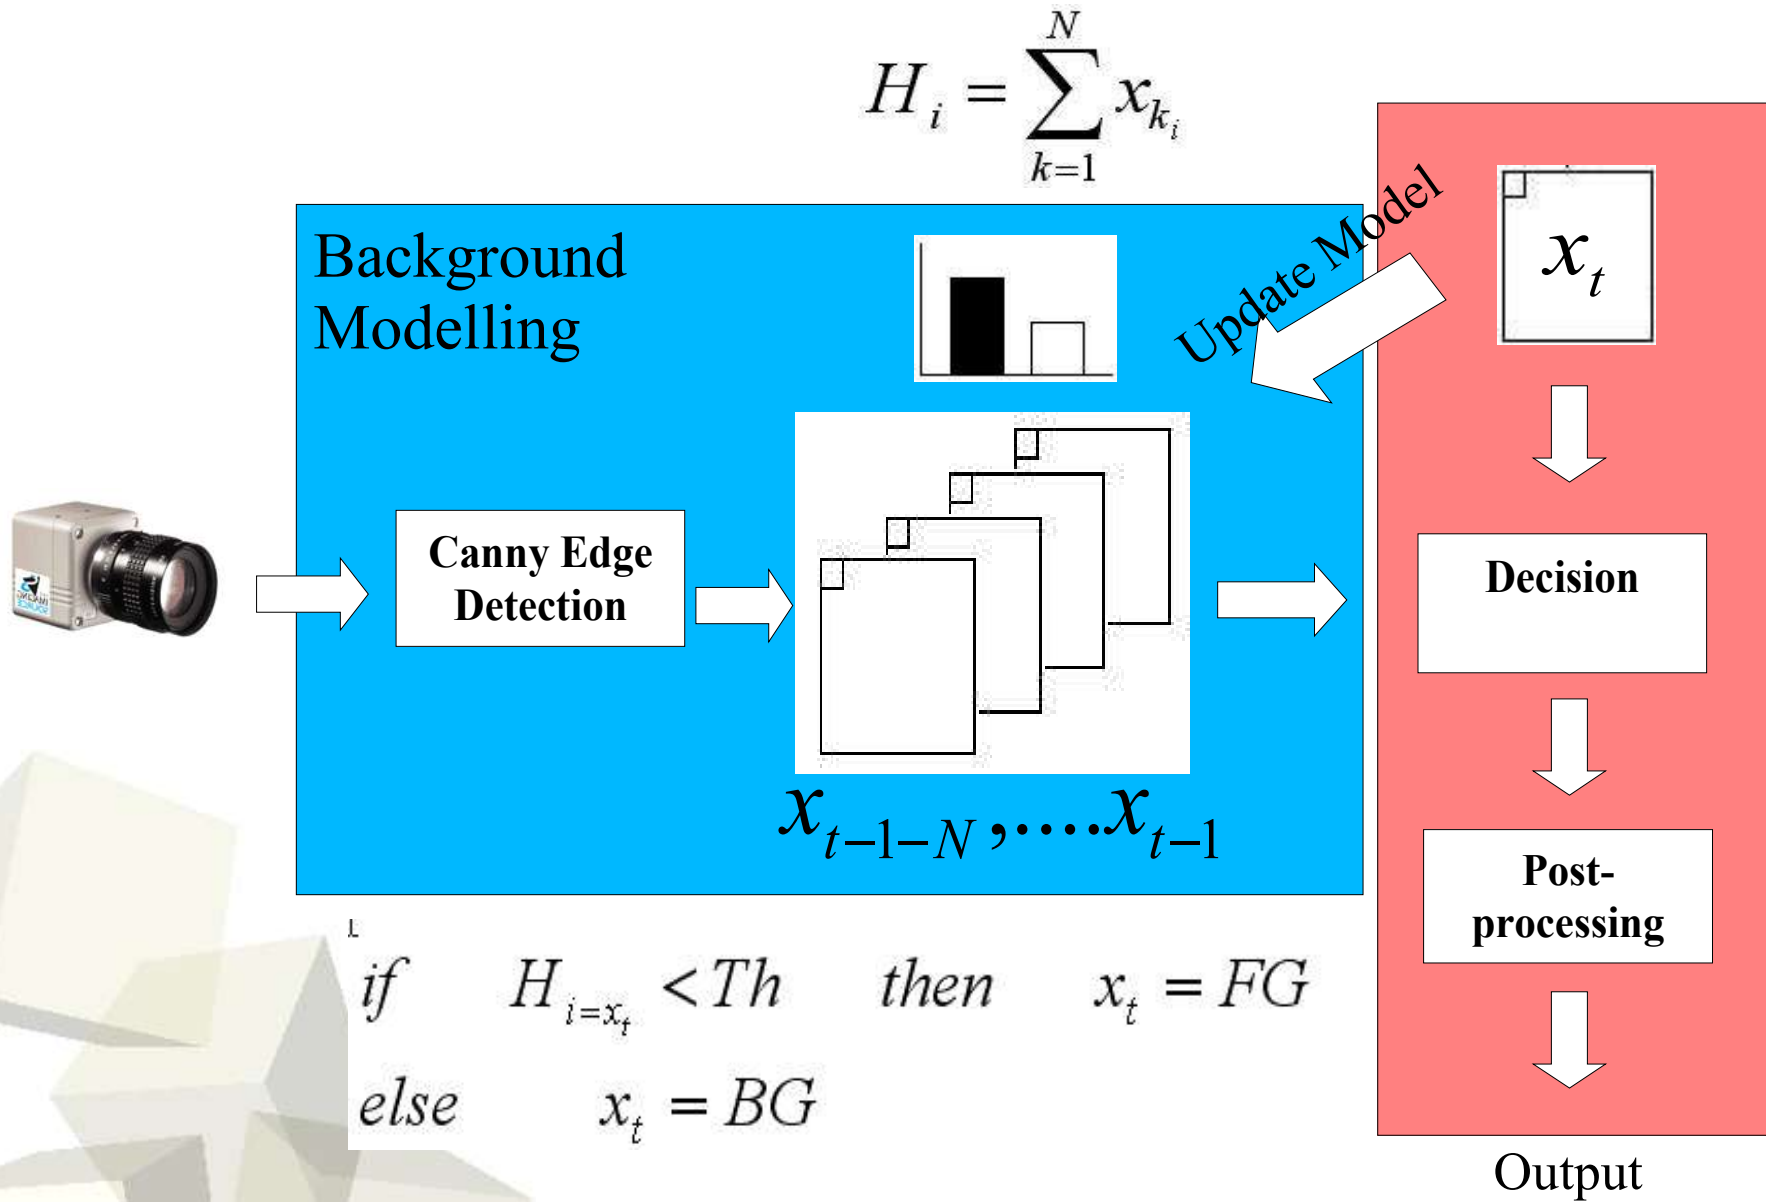 H_i = \sum_{k=1}^{N} x_{k_i}
Background
Modelling
Update Model
x_t
Canny Edge
Detection
Decision
x_{t-1-N},....x_{t-1}
Post-
processing
if H_{i=x_t} < Th then x_t = FG
else x_t = BG
Output